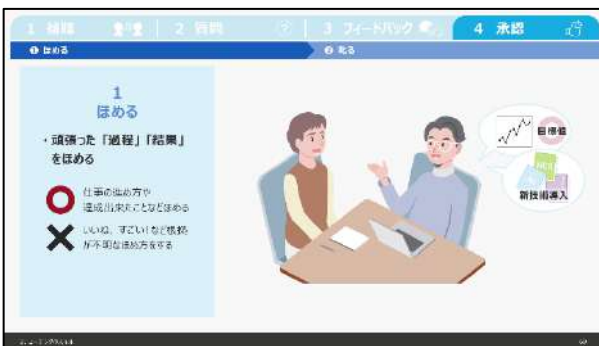 2 質問
3 フィードバック
4 承認
❶ ほめる
❷ 叱る
1
ほめる
・頑張った「過程」「結果」
をほめる
仕事の進め方や
達成出来たことなどほめる
いいね、すごい!など根拠
が不明なほめ方をする
目標値
NEW
新技術導入